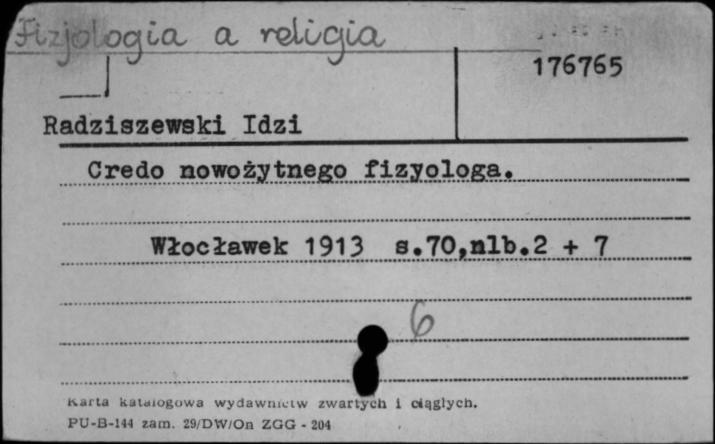 Fizjologia a religia
176765
Radziszewski Idzi
Credo nowożytnego fizyologa.
Włocławek 1913 s.70,nlb.2 + 7
6
Karta katalogowa wydawnictw zwartych i ciągłych.
PU-B-144 zam. 29/DW/On ZGG - 204